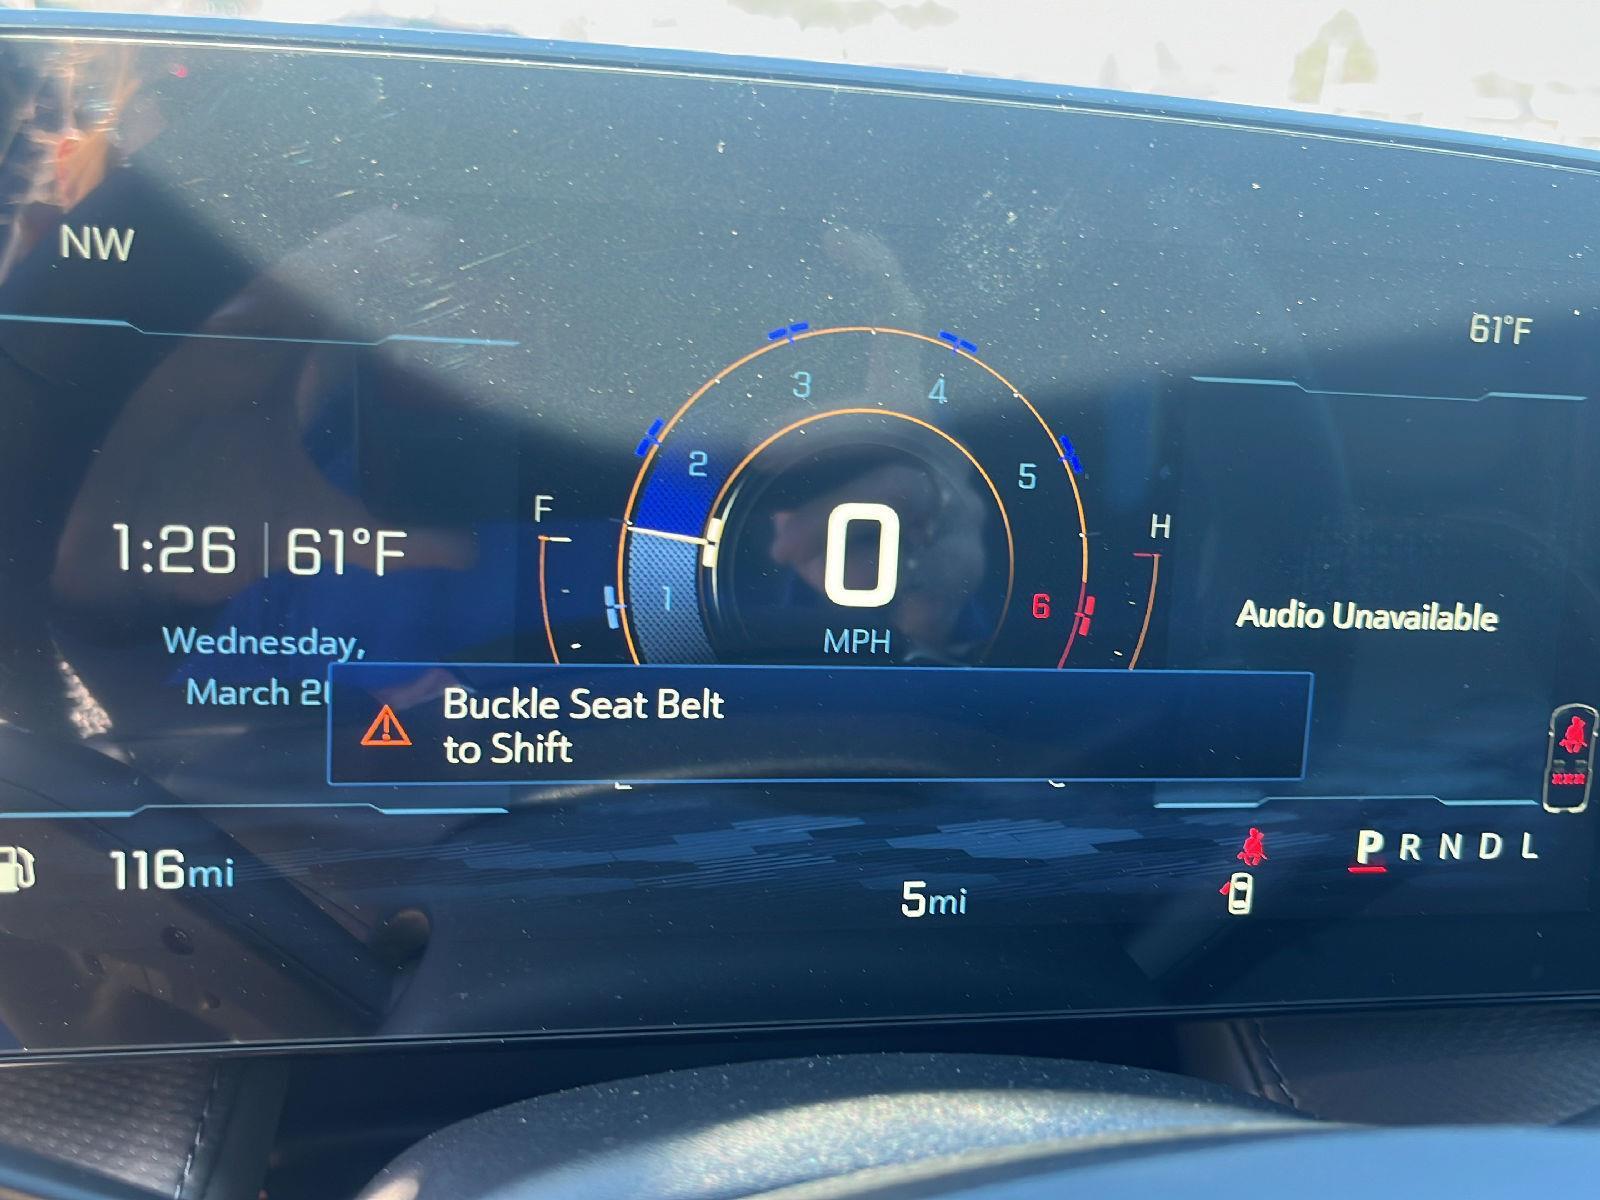 NW
61°F
3
4
2
5
F
H
1:26
61°F
0
1
6
MPH
Audio Unavailable
Wednesday,
March
Buckle Seat Belt
to Shift
P R N D L
116mi
5mi